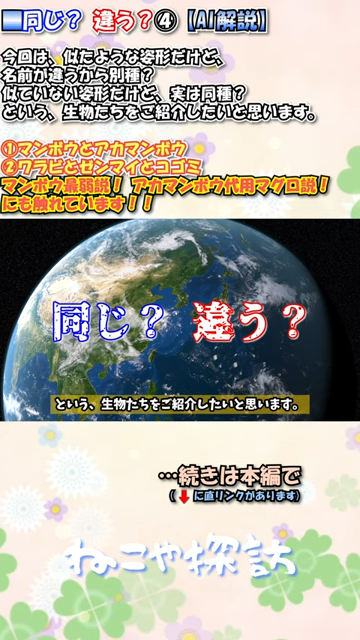 ■同じ？ 違う？④ 【AI解説】
今回は、似たような姿形だけど、
名前が違うから別種？
似ていない姿形だけど、実は同種？
という、生物たちをご紹介したいと思います。
①マンボウとアカマンボウ
②ワラビとゼンマイとコゴミ
マンボウ最弱説！ アカマンボウ代用マグロ説！
にも触れています！！
同じ？ 違う？
という、生物たちをご紹介したいと思います。
…続きは本編で
(⬇に直リンクがあります)
ねこや探訪